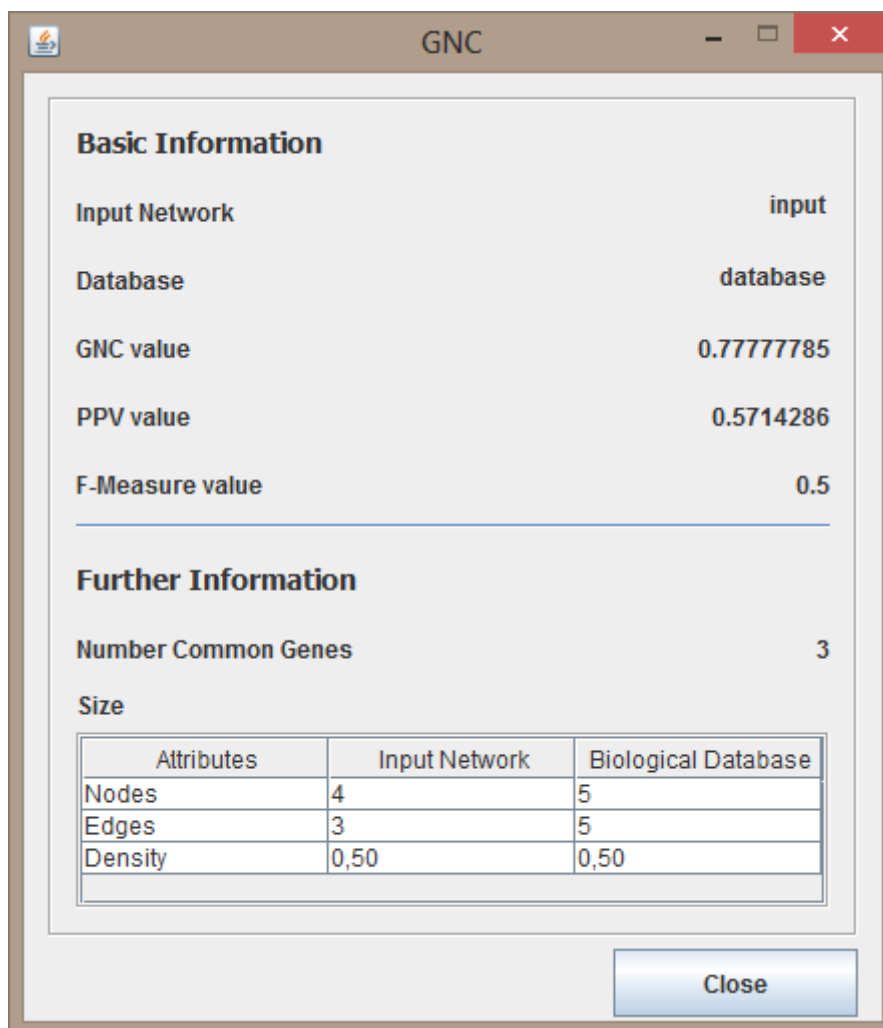 GNC
Basic Information
Input Network input
Database database
GNC value 0.77777785
PPV value 0.5714286
F-Measure value 0.5
Further Information
Number Common Genes 3
Size
Attributes Input Network Biological Database
Nodes 4 5
Edges 3 5
Density 0,50 0,50
Close